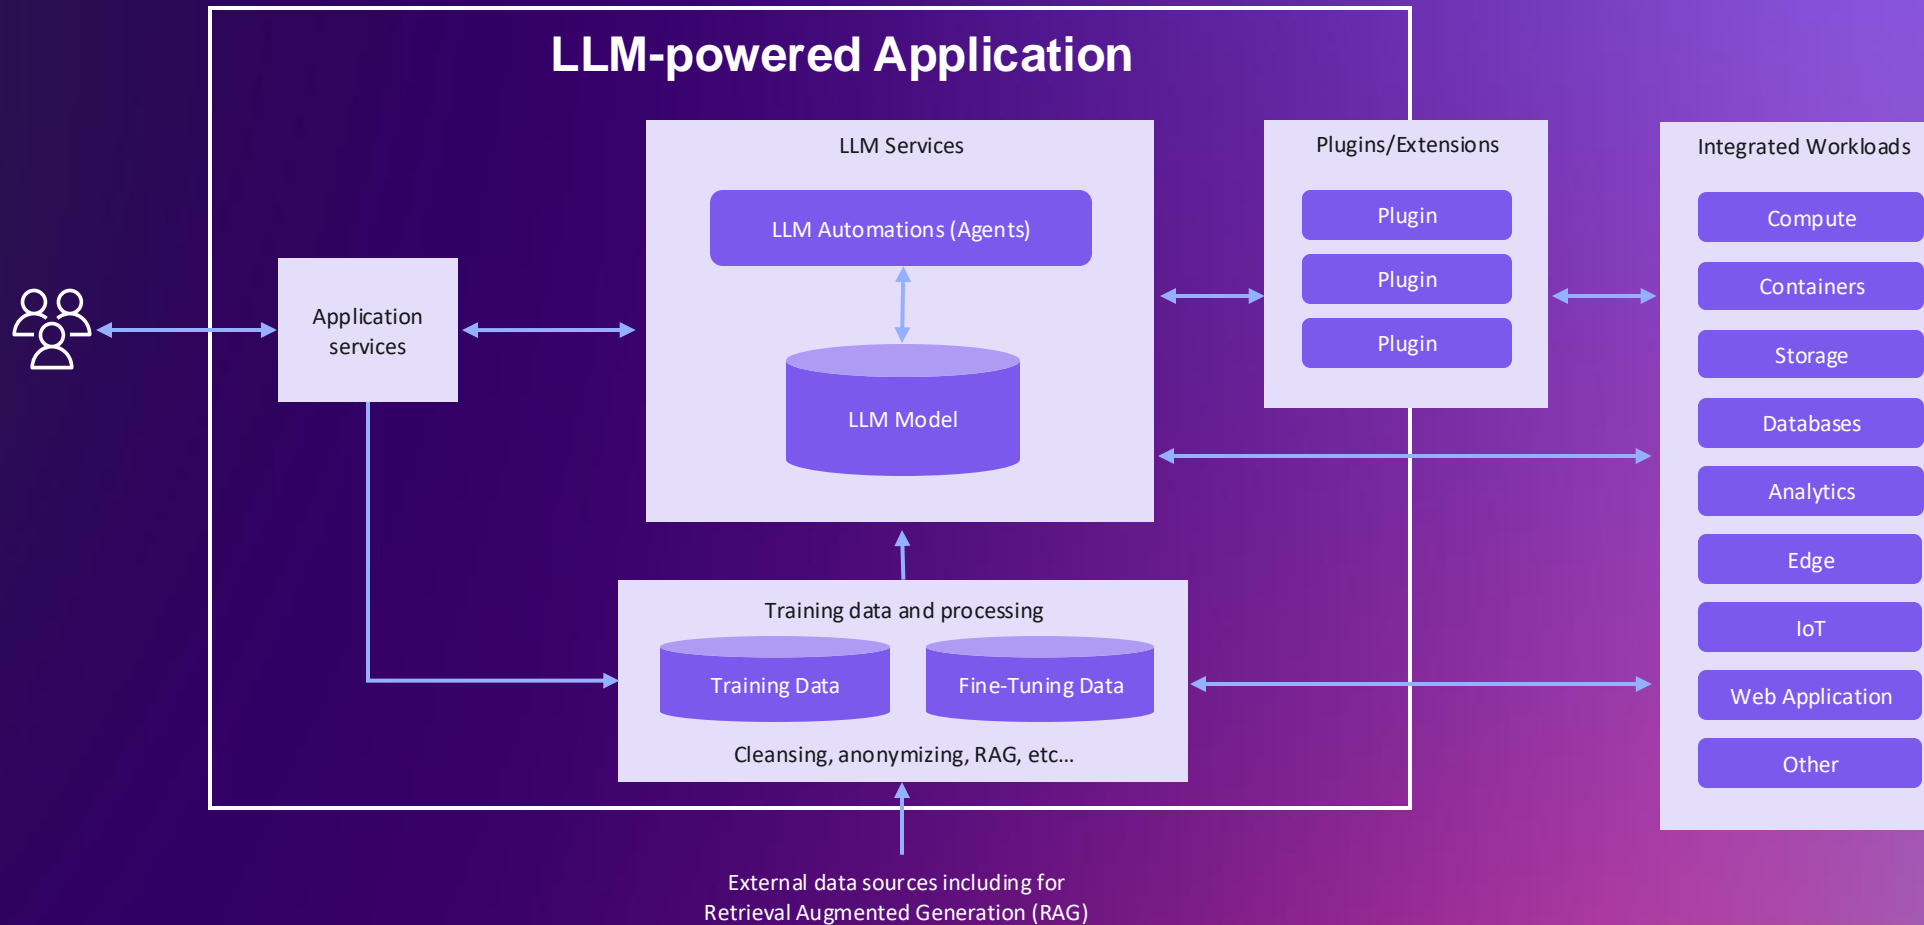 LLM-powered Application
LLM Services
LLM Automations (Agents)
LLM Model
Plugins/Extensions
Plugin
Plugin
Plugin
Integrated Workloads
Compute
Containers
Storage
Databases
Analytics
Edge
IoT
Web Application
Other
Application
services
Training data and processing
Training Data
Fine-Tuning Data
Cleansing, anonymizing, RAG, etc...
External data sources including for
Retrieval Augmented Generation (RAG)